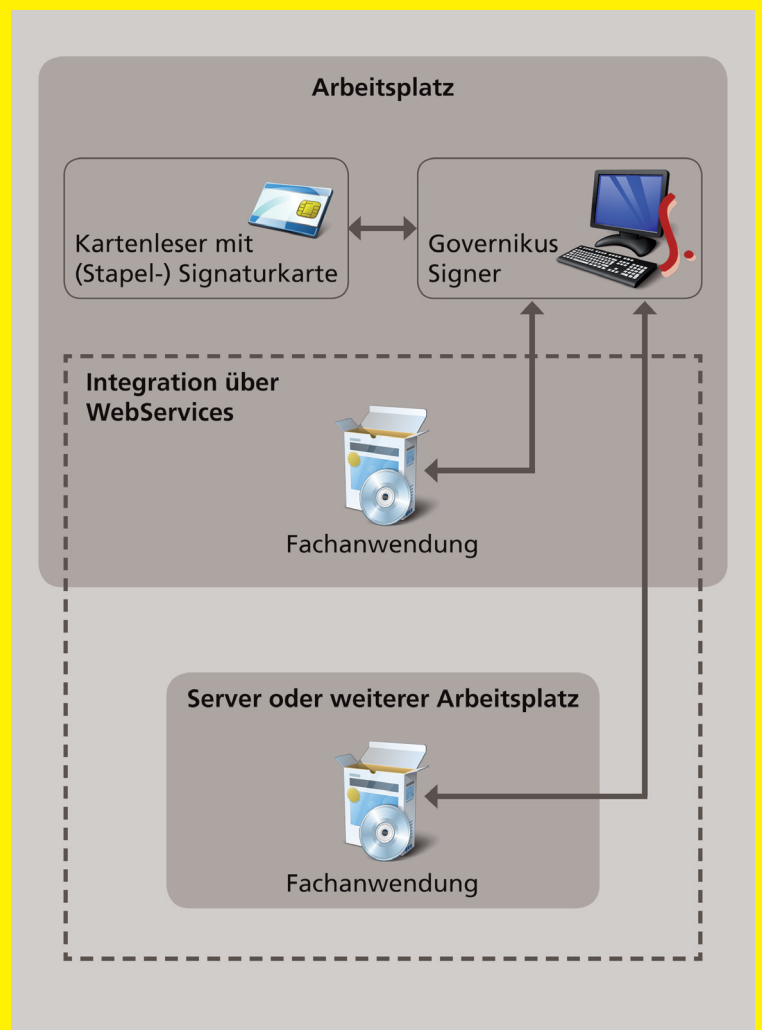 Arbeitsplatz
Kartenleser mit
(Stapel-) Signaturkarte
Governikus
Signer
Integration über
WebServices
Fachanwendung
Server oder weiterer Arbeitsplatz
Fachanwendung